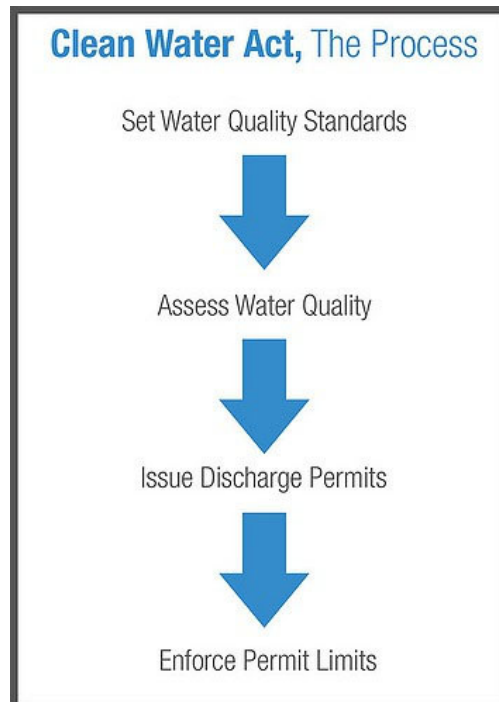 Clean Water Act, The Process
Set Water Quality Standards
Assess Water Quality
Issue Discharge Permits
Enforce Permit Limits